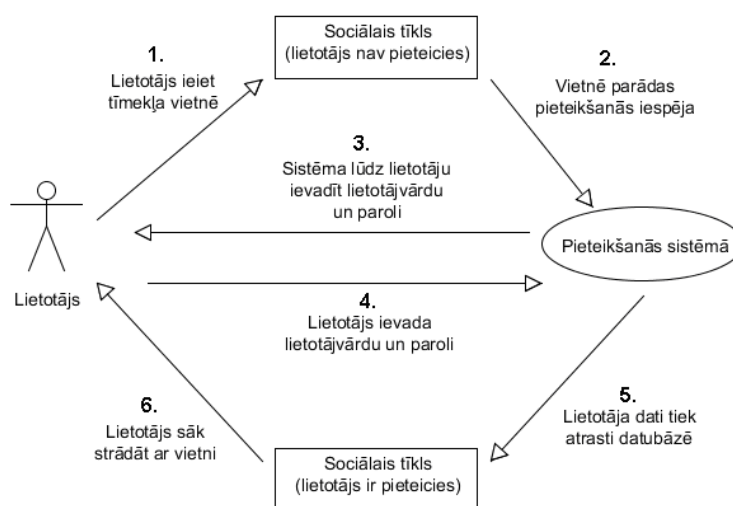 Sociālais tīkls
(lietotājs nav pieteicies)
1.
Lietotājs ieiet
tīmekļa vietnē
2.
Vietnē parādas
pieteikšanās iespēja
3.
Sistēma lūdz lietotāju
ievadīt lietotājvārdu
un paroli
Lietotājs
Pieteikšanās sistēmā
4.
Lietotājs ievada
lietotājvārdu un paroli
5.
Lietotāja dati tiek
atrasti datubāzē
6.
Lietotājs sāk
strādāt ar vietni
Sociālais tīkls
(lietotājs ir pieteicies)